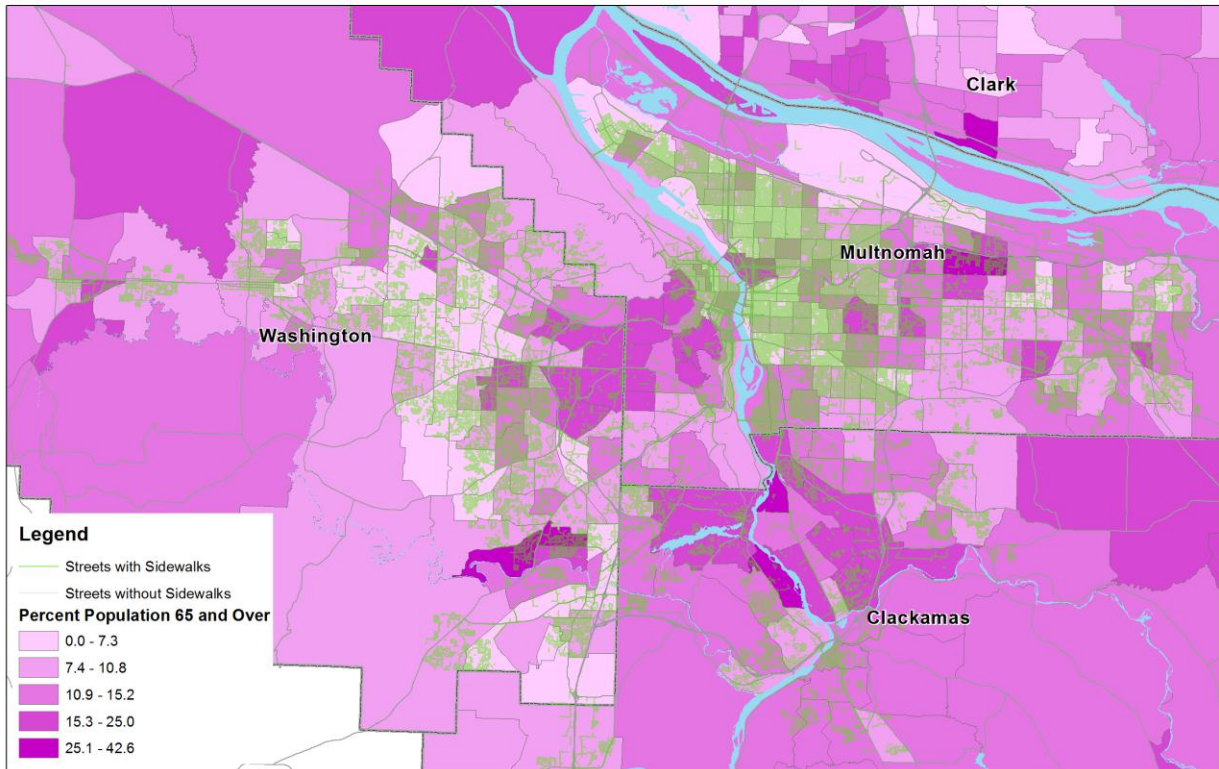 Clark
Multnomah
Washington
Clackamas
Legend
Streets with Sidewalks
Streets without Sidewalks
Percent Population 65 and Over
0.0 - 7.3
7.4 - 10.8
10.9 - 15.2
15.3 - 25.0
25.1 - 42.6